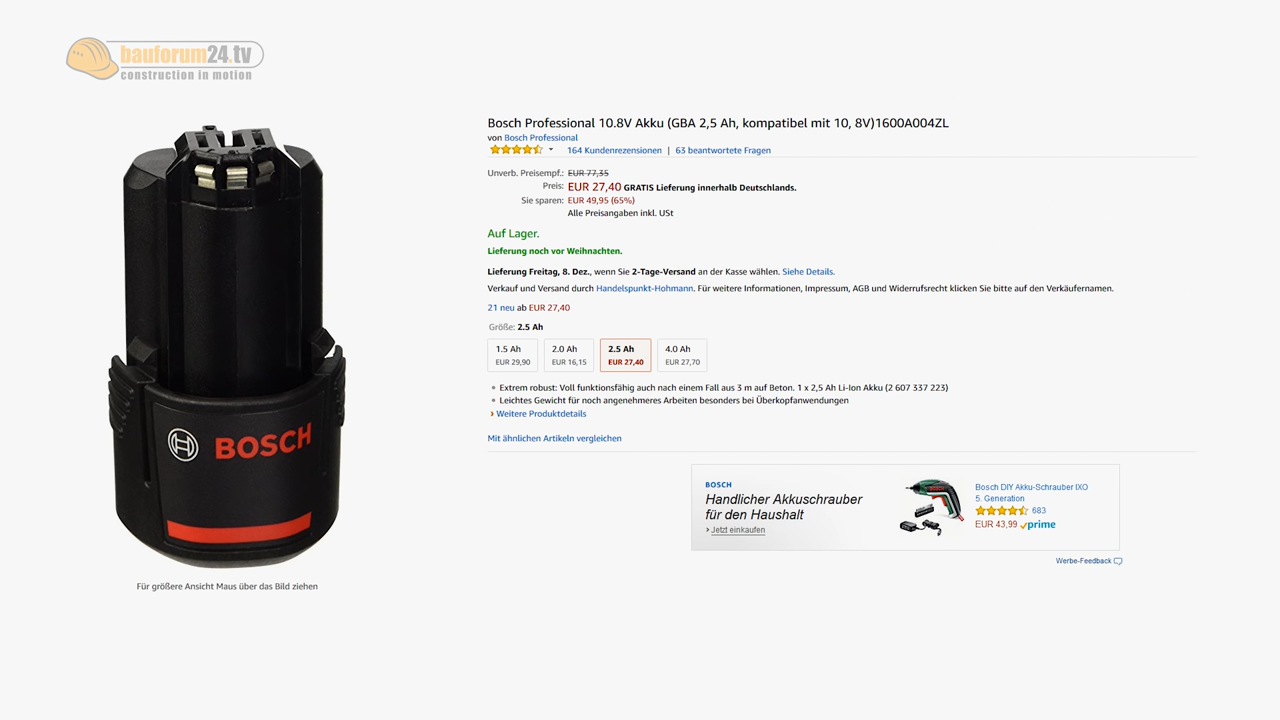 bauforum24.tv
construction in motion
Bosch Professional 10.8V Akku (GBA 2,5 Ah, kompatibel mit 10, 8V)1600A004ZL
von Bosch Professional
164 Kundenrezensionen | 63 beantwortete Fragen
Unverb. Preisempf.: EUR 77,35
Preis: EUR 27,40 GRATIS Lieferung innerhalb Deutschlands.
Sie sparen: EUR 49,95 (65%)
Alle Preisangaben inkl. USt
Auf Lager.
Lieferung noch vor Weihnachten.
Lieferung Freitag, 8. Dez., wenn Sie 2-Tage-Versand an der Kasse wählen. Siehe Details.
Verkauf und Versand durch Handelspunkt-Hohmann. Für weitere Informationen, Impressum, AGB und Widerrufsrecht klicken Sie bitte auf den Verkäufernamen.
21 neu ab EUR 27,40
Größe: 2.5 Ah
1.5 Ah 2.0 Ah 2.5 Ah 4.0 Ah
EUR 29,90 EUR 16,15 EUR 27,40 EUR 27,70
• Extrem robust: Voll funktionsfähig auch nach einem Fall aus 3 m auf Beton. 1 x 2,5 Ah Li-Ion Akku (2 607 337 223)
• Leichtes Gewicht für noch angenehmeres Arbeiten besonders bei Überkopfanwendungen
› Weitere Produktdetails
Mit ähnlichen Artikeln vergleichen
BOSCH
Für größere Ansicht Maus über das Bild ziehen
BOSCH
Handlicher Akkuschrauber
für den Haushalt
› Jetzt einkaufen
Bosch DIY Akku-Schrauber IXO
5. Generation
683
EUR 43,99 prime
Werbe-Feedback